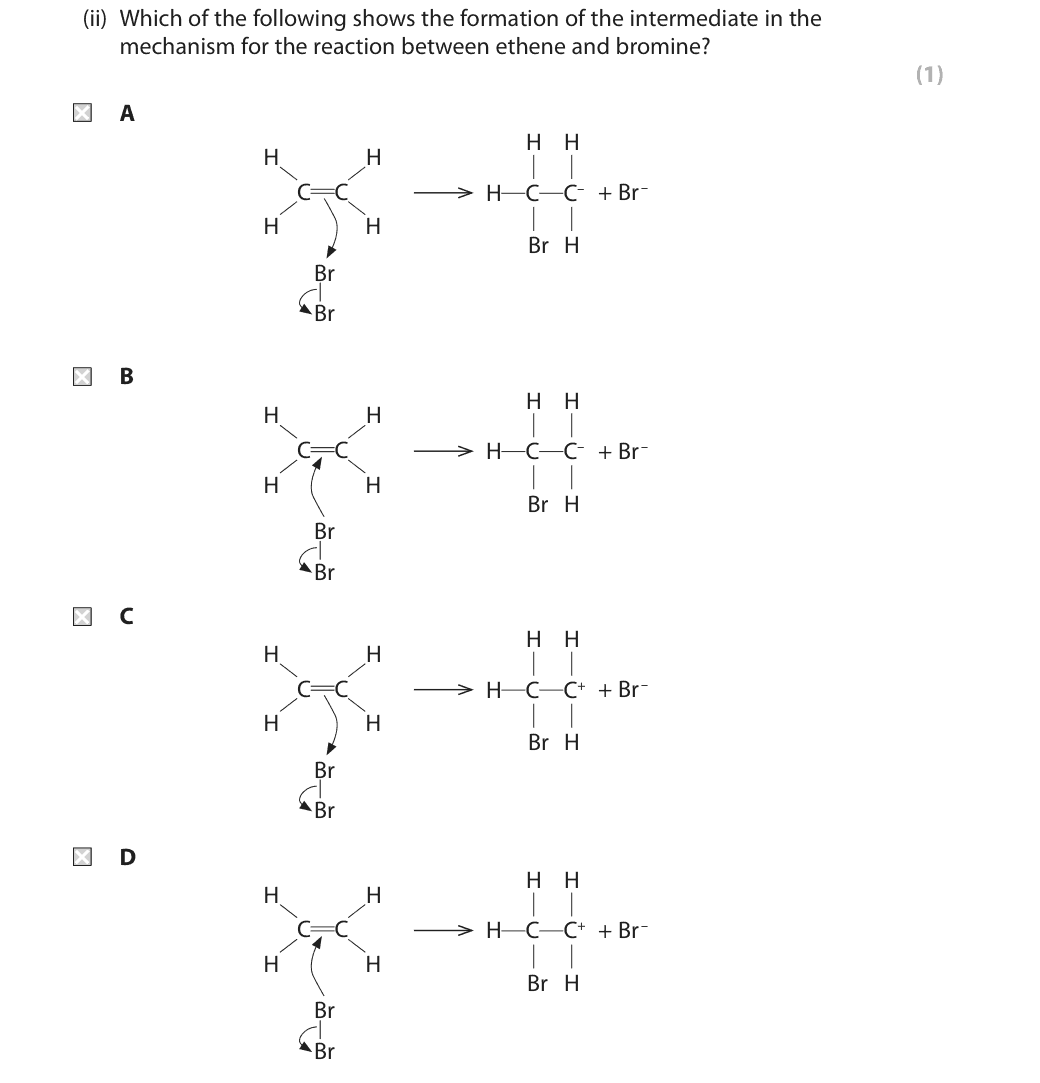 (ii) Which of the following shows the formation of the intermediate in the
mechanism for the reaction between ethene and bromine?
(1)
A
H H
H H
C C H C C⁻ + Br⁻
H H
Br H
Br
Br
B
H H
H H
C C H C C⁻ + Br⁻
H H
Br H
Br
Br
C
H H
H H
C C H C C⁺ + Br⁻
H H
Br H
Br
Br
D
H H
H H
C C H C C⁺ + Br⁻
H H
Br H
Br
Br